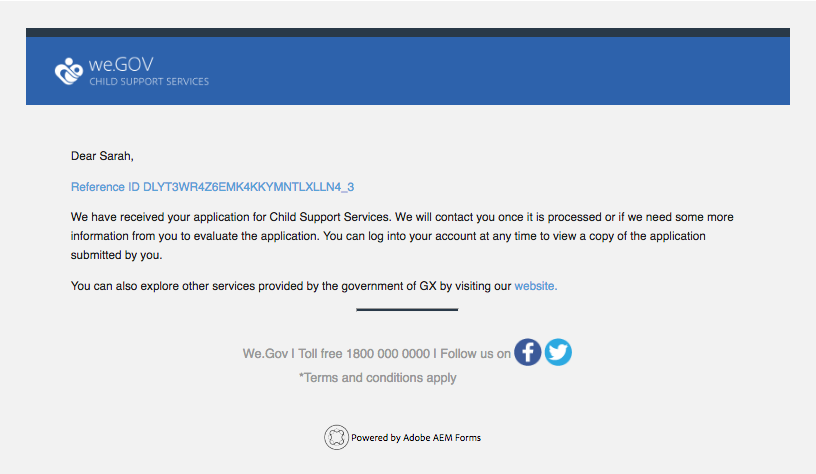 we.GOV
CHILD SUPPORT SERVICES
Dear Sarah,
Reference ID DLYT3WR4Z6EMK4KKYMNTLXLLN4_3
We have received your application for Child Support Services. We will contact you once it is processed or if we need some more
information from you to evaluate the application. You can log into your account at any time to view a copy of the application
submitted by you.
You can also explore other services provided by the government of GX by visiting our website.
We.Gov | Toll free 1800 000 0000 | Follow us on
*Terms and conditions apply
Powered by Adobe AEM Forms